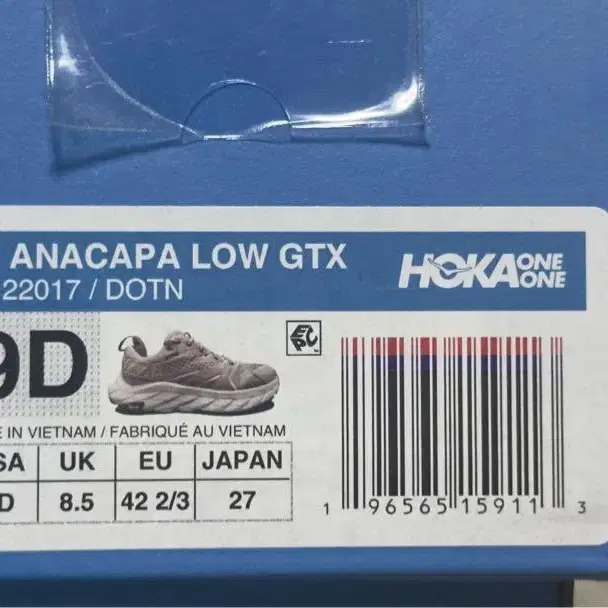 ANACAPA LOW GTX
HOKA ONE ONE
22017 / DOTN
9D
EPC
E IN VIETNAM / FABRIQUÉ AU VIETNAM
SA UK EU JAPAN
D 8.5 42 2/3 27
1 96565 15911 3